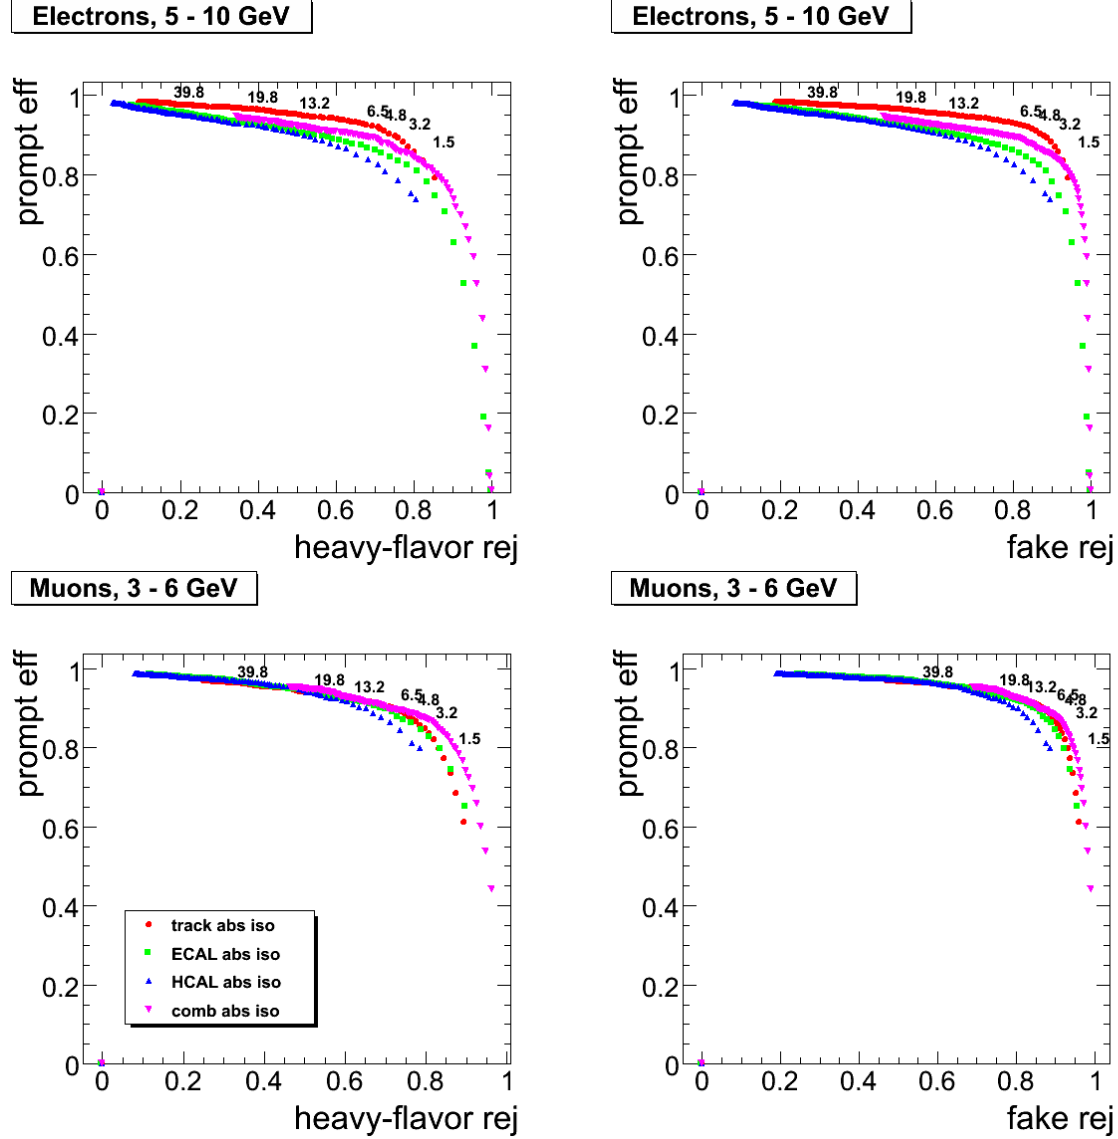 Electrons, 5 - 10 GeV
prompt eff
1
0.8
0.6
0.4
0.2
0
39.8
19.8
13.2
6.5
4.8
3.2
1.5
0 0.2 0.4 0.6 0.8 1
heavy-flavor rej
Electrons, 5 - 10 GeV
prompt eff
1
0.8
0.6
0.4
0.2
0
39.8
19.8
13.2
6.5
4.8
3.2
1.5
0 0.2 0.4 0.6 0.8 1
fake rej
Muons, 3 - 6 GeV
prompt eff
1
0.8
0.6
0.4
0.2
0
39.8
19.8
13.2
6.5
4.8
3.2
1.5
track abs iso
ECAL abs iso
HCAL abs iso
comb abs iso
0 0.2 0.4 0.6 0.8 1
heavy-flavor rej
Muons, 3 - 6 GeV
prompt eff
1
0.8
0.6
0.4
0.2
0
39.8
19.8
13.2
6.5
4.8
3.2
1.5
0 0.2 0.4 0.6 0.8 1
fake rej